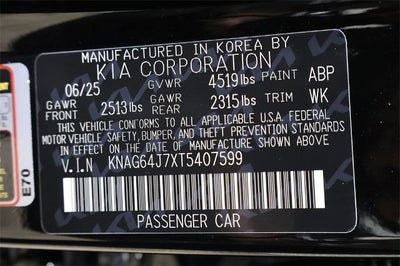 MANUFACTURED IN KOREA BY
KIA CORPORATION
06/25 GVWR 4519lbs PAINT ABP
GAWR FRONT 2513lbs GAWR REAR 2315lbs TRIM WK
THIS VEHICLE CONFORMS TO ALL APPLICABLE U.S.A. FEDERAL
MOTOR VEHICLE SAFETY, BUMPER, AND THEFT PREVENTION STANDARDS
IN EFFECT ON THE DATE OF MANUFACTURE SHOWN ABOVE
V.I.N KNAG64J7XT5407599
PASSENGER CAR
E70